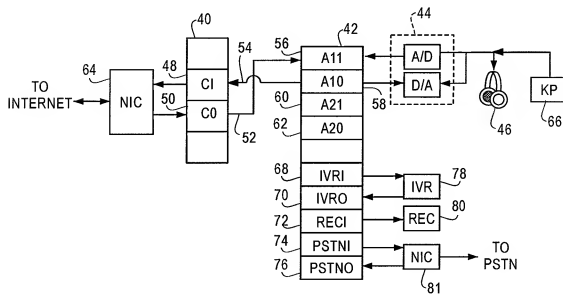 40
42
44
54
56
64
48
CI
A11
A/D
TO
INTERNET
NIC
A10
D/A
50
C0
60
A21
58
KP
52
62
A20
46
66
68
IVRI
IVR
78
70
IVRO
72
RECI
REC
80
74
PSTNI
NIC
TO
PSTN
76
PSTNO
81